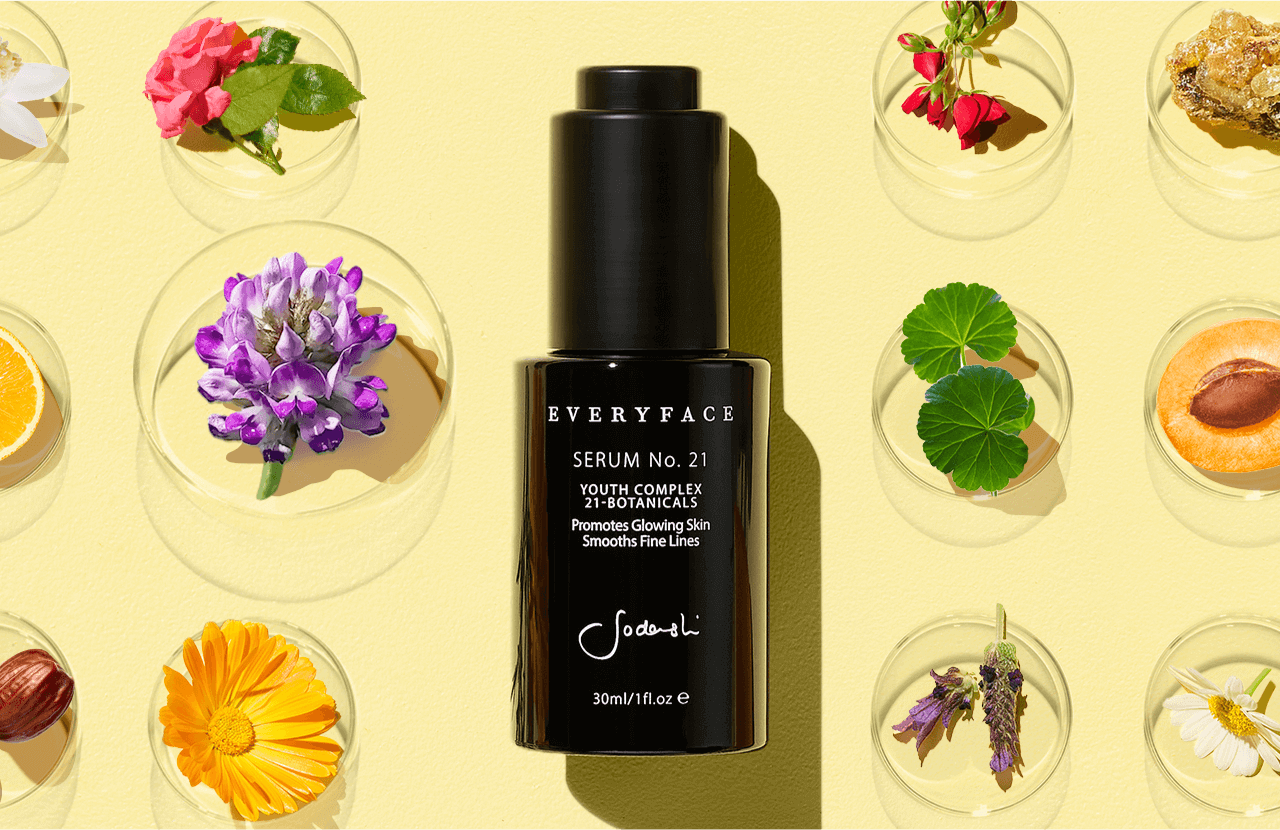 EVERYFACE
SERUM No. 21
YOUTH COMPLEX
21-BOTANICALS
Promotes Glowing Skin
Smooths Fine Lines
Sodashi
30ml/1fl.oz ℮